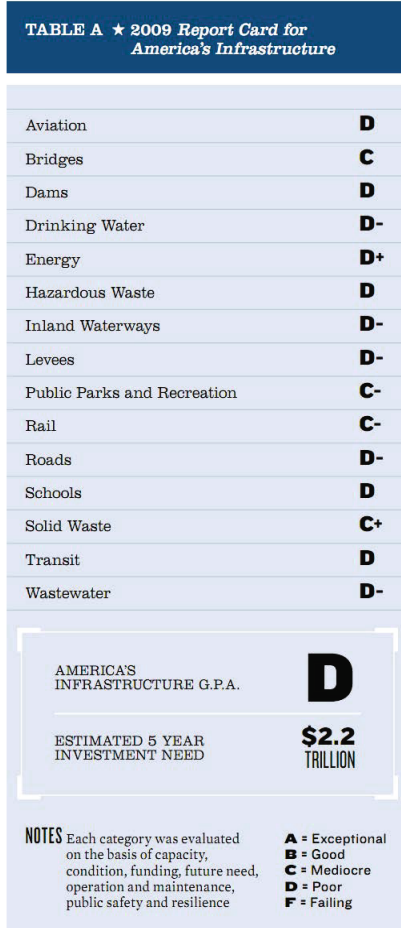 TABLE A ★ 2009 Report Card for
America's Infrastructure
Aviation D
Bridges C
Dams D
Drinking Water D-
Energy D+
Hazardous Waste D
Inland Waterways D-
Levees D-
Public Parks and Recreation C-
Rail C-
Roads D-
Schools D
Solid Waste C+
Transit D
Wastewater D-
AMERICA'S
INFRASTRUCTURE G.P.A.
D
ESTIMATED 5 YEAR
INVESTMENT NEED
$2.2
TRILLION
NOTES Each category was evaluated
on the basis of capacity,
condition, funding, future need,
operation and maintenance,
public safety and resilience
A = Exceptional
B = Good
C = Mediocre
D = Poor
F = Failing